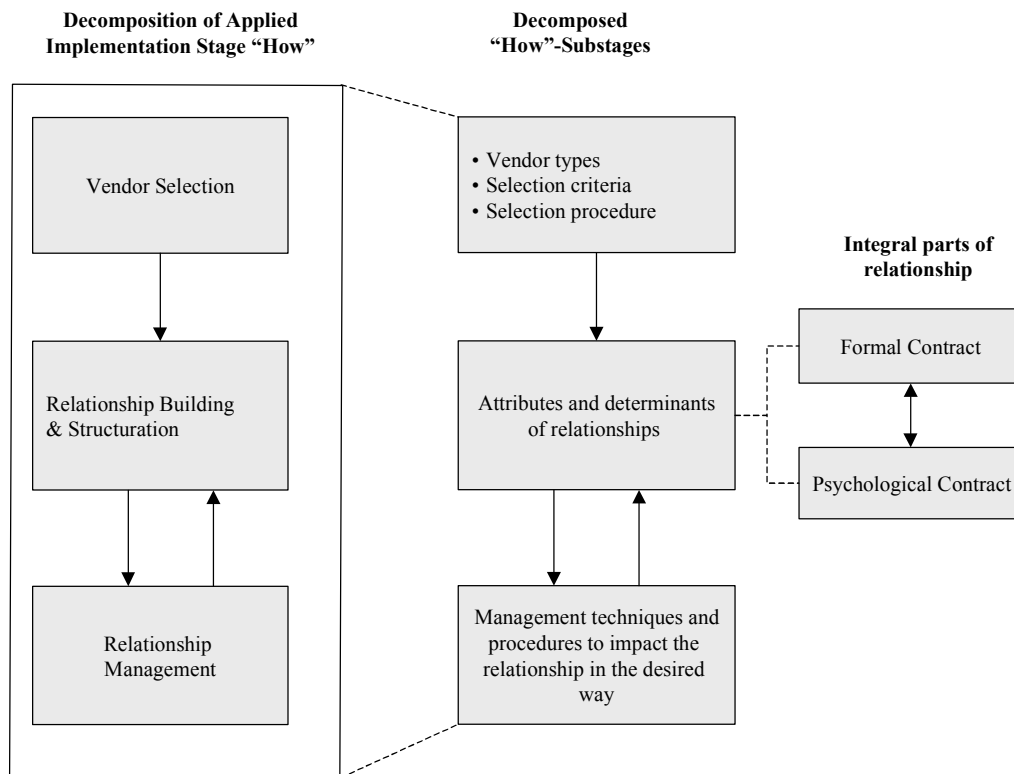 Decomposition of Applied
Implementation Stage “How”
Decomposed
“How”-Substages
Vendor Selection
• Vendor types
• Selection criteria
• Selection procedure
Integral parts of
relationship
Relationship Building
& Structuration
Attributes and determinants
of relationships
Formal Contract
Psychological Contract
Relationship
Management
Management techniques and
procedures to impact the
relationship in the desired
way